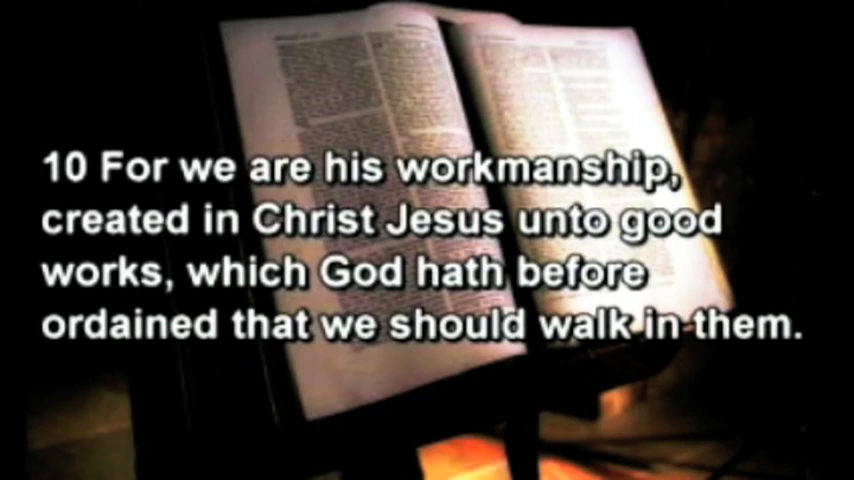 10 For we are his workmanship,
created in Christ Jesus unto good
works, which God hath before
ordained that we should walk in them.